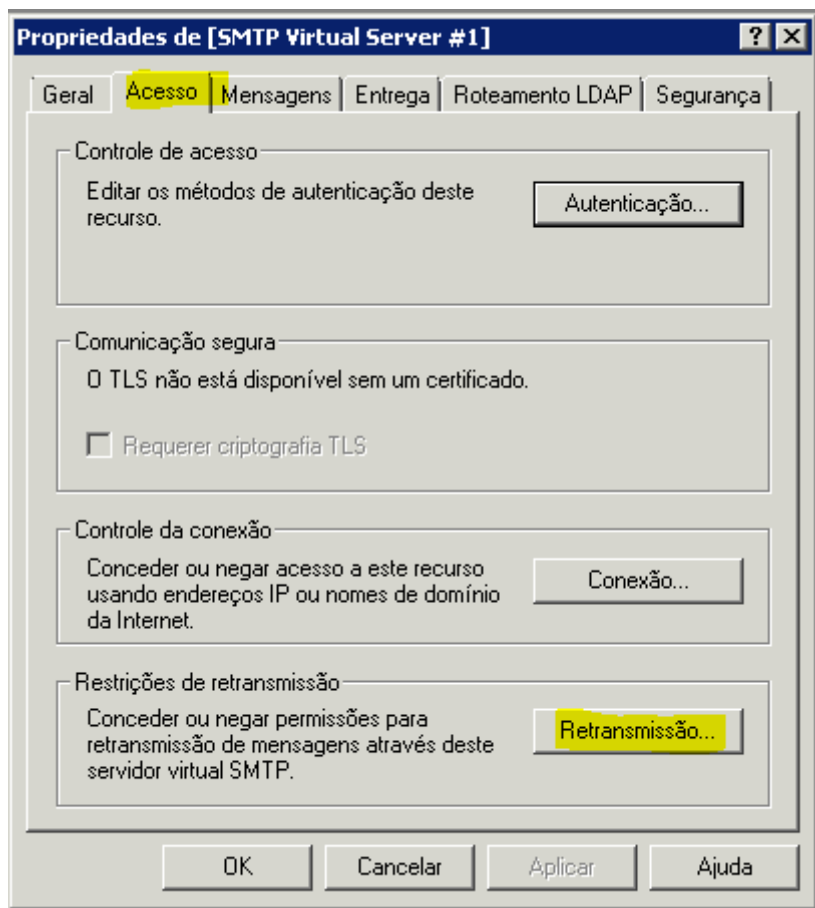 Propriedades de [SMTP Virtual Server #1]
? X
Geral Acesso Mensagens Entrega Roteamento LDAP Segurança
Controle de acesso
Editar os métodos de autenticação deste
recurso.
Autenticação...
Comunicação segura
O TLS não está disponível sem um certificado.
Requerer criptografia TLS
Controle da conexão
Conceder ou negar acesso a este recurso
usando endereços IP ou nomes de domínio
da Internet.
Conexão...
Restrições de retransmissão
Conceder ou negar permissões para
retransmissão de mensagens através deste
servidor virtual SMTP.
Retransmissão...
OK Cancelar Aplicar Ajuda